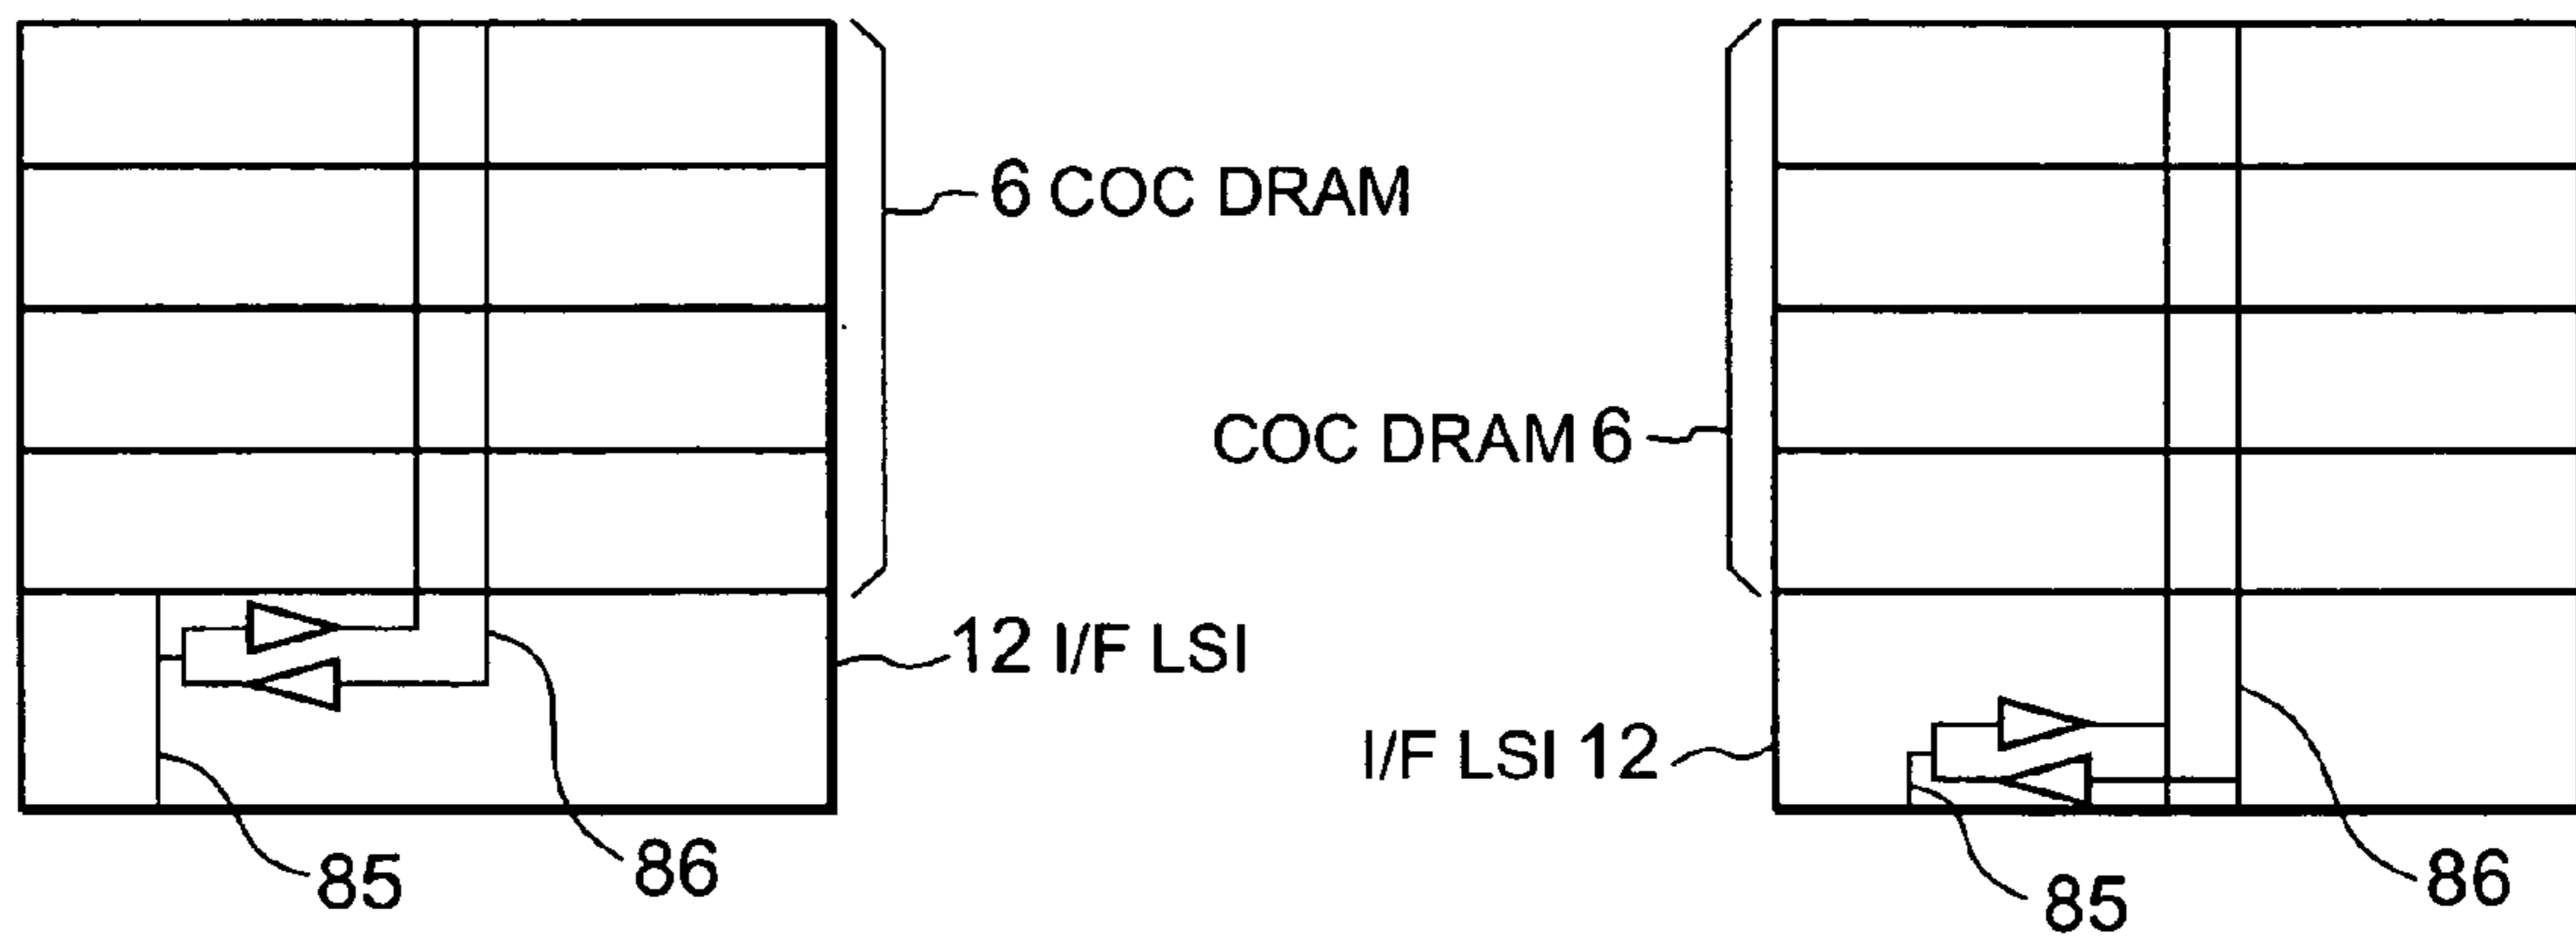 6 COC DRAM
12 I/F LSI
85
86
COC DRAM 6
I/F LSI 12
85
86